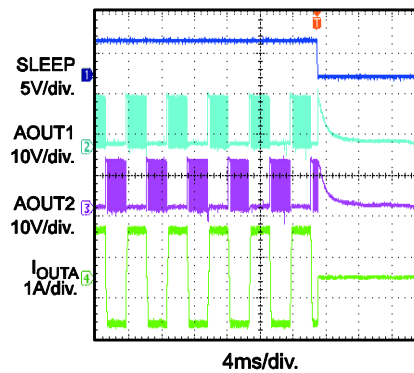 T
SLEEP
1
5V/div.
AOUT1
2
10V/div.
AOUT2
3
10V/div.
IOUTA
4
1A/div.
4ms/div.